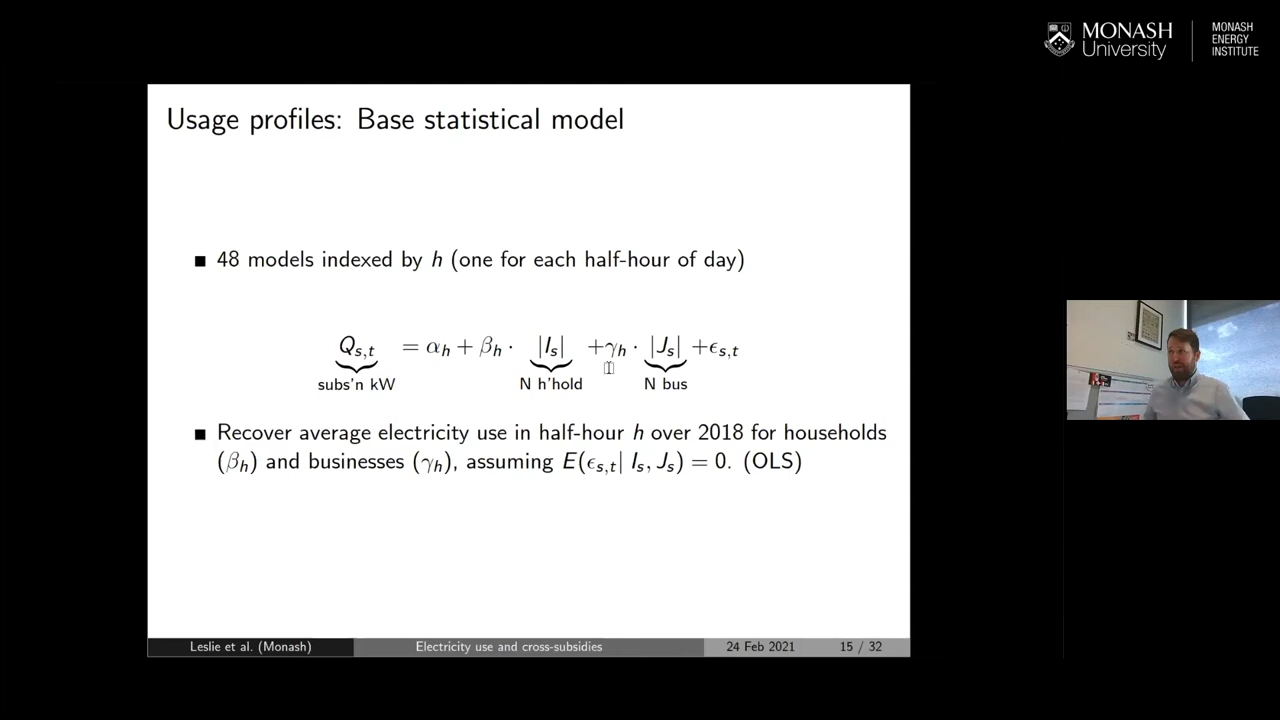 MONASH University
MONASH ENERGY INSTITUTE
Usage profiles: Base statistical model
■ 48 models indexed by h (one for each half-hour of day)
Q_{s,t} = α_h + β_h · |I_s| + γ_h · |J_s| + ϵ_{s,t}
subs'n kW N h'hold N bus
■ Recover average electricity use in half-hour h over 2018 for households
(β_h) and businesses (γ_h), assuming E(ϵ_{s,t}| I_s, J_s) = 0. (OLS)
Leslie et al. (Monash) Electricity use and cross-subsidies 24 Feb 2021 15 / 32